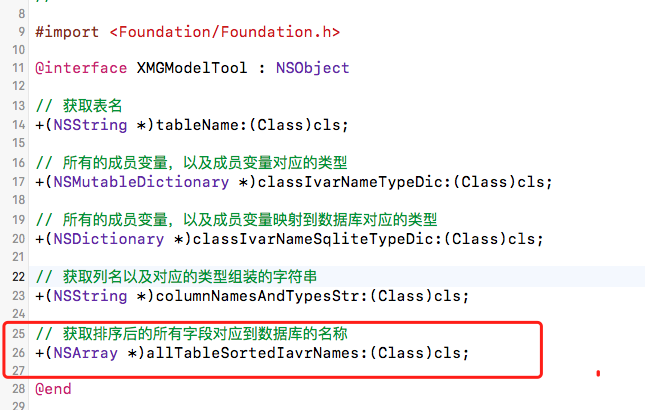 //
8
9 #import <Foundation/Foundation.h>
10
11 @interface XMGModelTool : NSObject
12
13 // 获取表名
14 +(NSString *)tableName:(Class)cls;
15
16 // 所有的成员变量，以及成员变量对应的类型
17 +(NSMutableDictionary *)classIvarNameTypeDic:(Class)cls;
18
19 // 所有的成员变量，以及成员变量映射到数据库对应的类型
20 +(NSDictionary *)classIvarNameSqliteTypeDic:(Class)cls;
21
22 // 获取列名以及对应的类型组装的字符串
23 +(NSString *)columnNamesAndTypesStr:(Class)cls;
24
25 // 获取排序后的所有字段对应到数据库的名称
26 +(NSArray *)allTableSortedIavrNames:(Class)cls;
27
28 @end
29